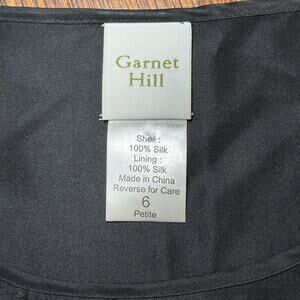 Garnet
Hill
Shell :
100% Silk
Lining :
100% Silk
Made in China
Reverse for Care
6
Petite